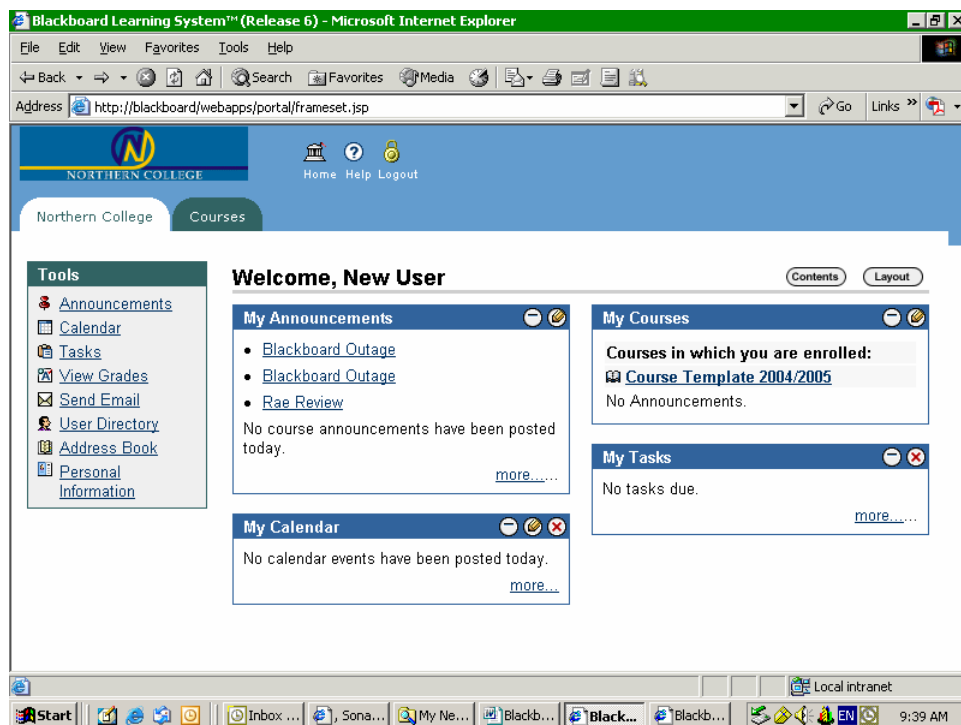 Blackboard Learning System™ (Release 6) - Microsoft Internet Explorer
File Edit View Favorites Tools Help
Back Search Favorites Media
Address http://blackboard/webapps/portal/frameset.jsp Go Links »
NORTHERN COLLEGE
Home Help Logout
Northern College Courses
Tools
Announcements
Calendar
Tasks
View Grades
Send Email
User Directory
Address Book
Personal
Information
Welcome, New User
Contents Layout
My Announcements
• Blackboard Outage
• Blackboard Outage
• Rae Review
No course announcements have been posted
today.
more......
My Calendar
No calendar events have been posted today.
more...
My Courses
Courses in which you are enrolled:
Course Template 2004/2005
No Announcements.
My Tasks
No tasks due.
more......
Local intranet
Start Inbox ... , Sona... My Ne... Blackb... Black... Blackb... EN 9:39 AM